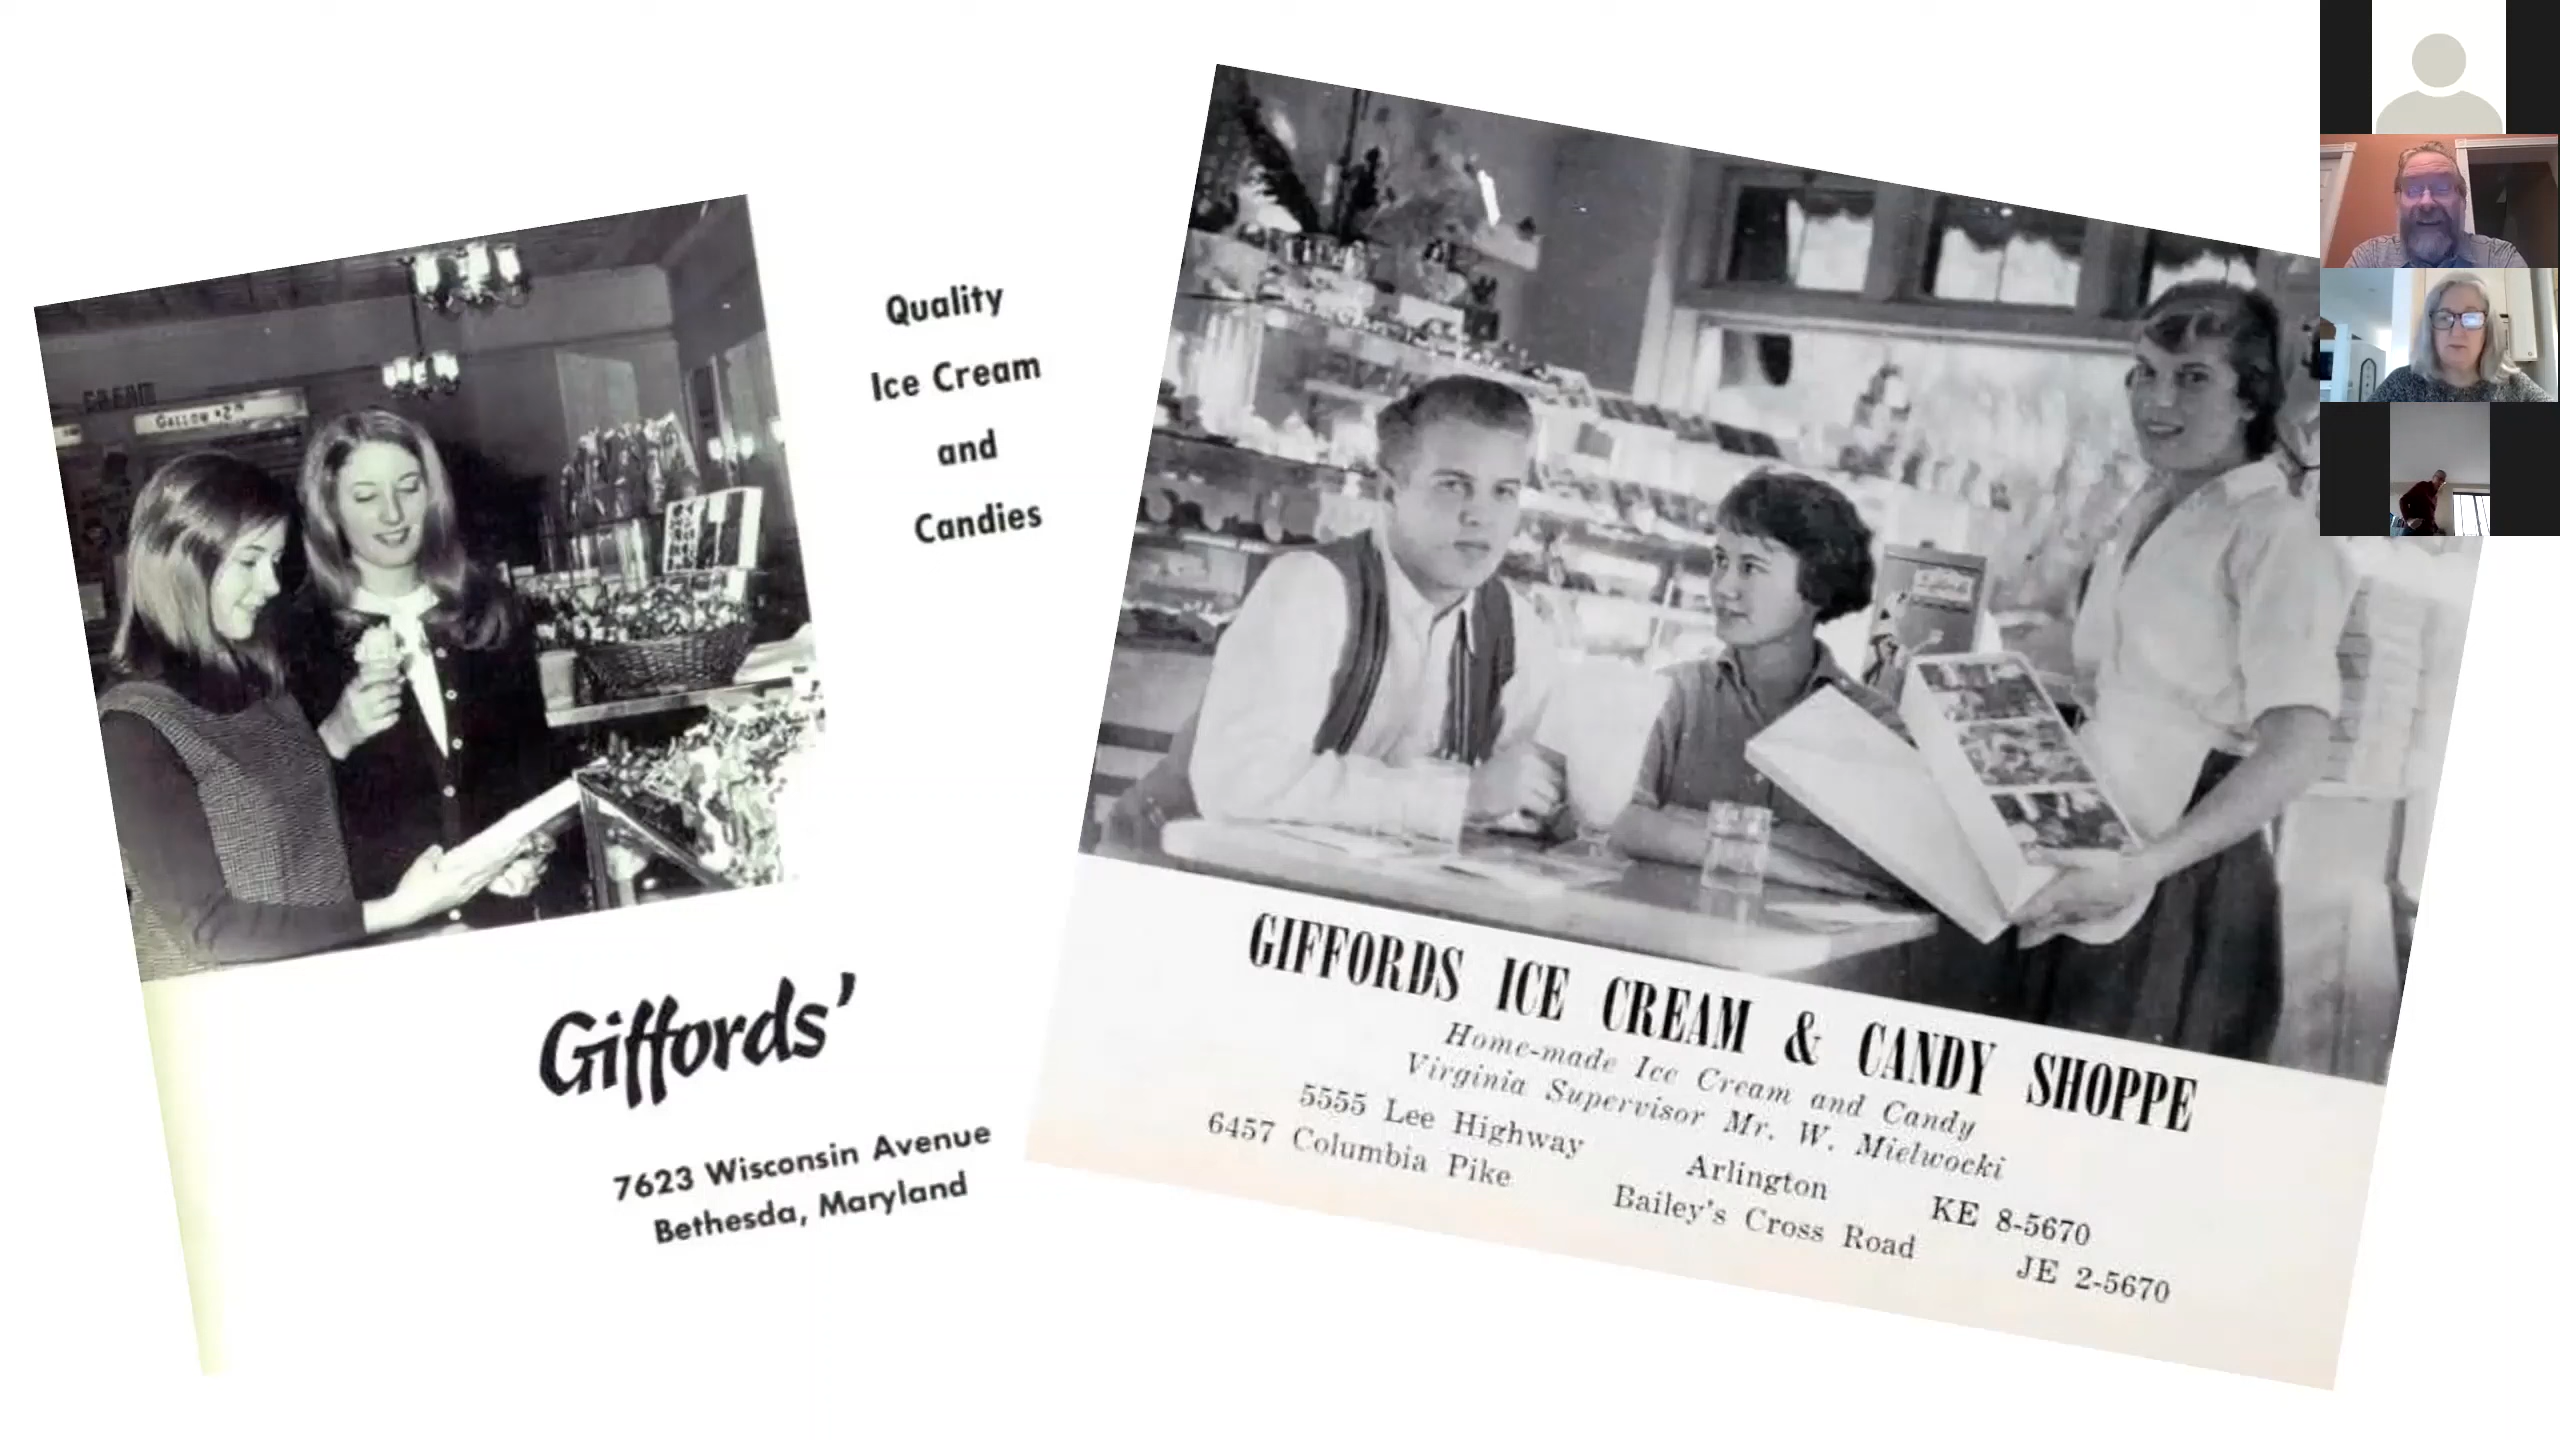 CREAM
Quality
Ice Cream
and
Candies
Giffords'
7623 Wisconsin Avenue
Bethesda, Maryland
GIFFORDS ICE CREAM & CANDY SHOPPE
Home-made Ice Cream and Candy
Virginia Supervisor Mr. W. Mielwocki
5555 Lee Highway Arlington KE 8-5670
6457 Columbia Pike Bailey's Cross Road JE 2-5670